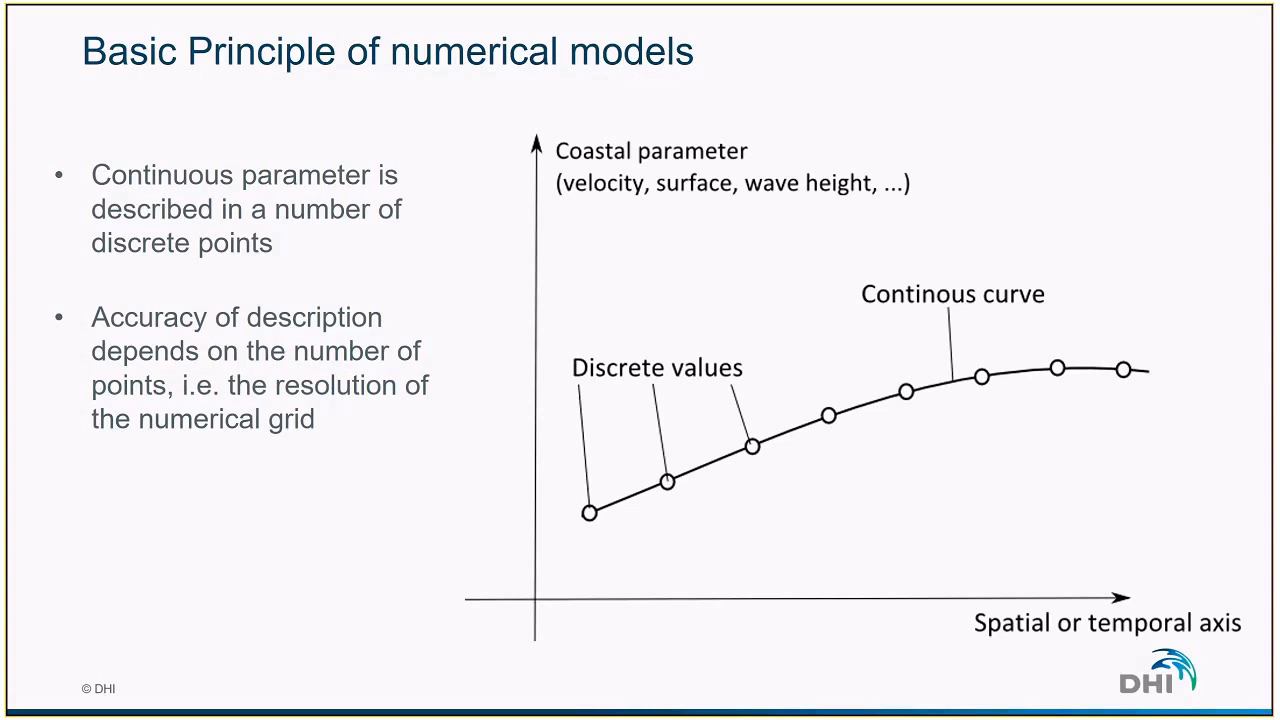 Basic Principle of numerical models
• Continuous parameter is
described in a number of
discrete points
• Accuracy of description
depends on the number of
points, i.e. the resolution of
the numerical grid
Coastal parameter
(velocity, surface, wave height, ...)
Continous curve
Discrete values
Spatial or temporal axis
© DHI
DHI